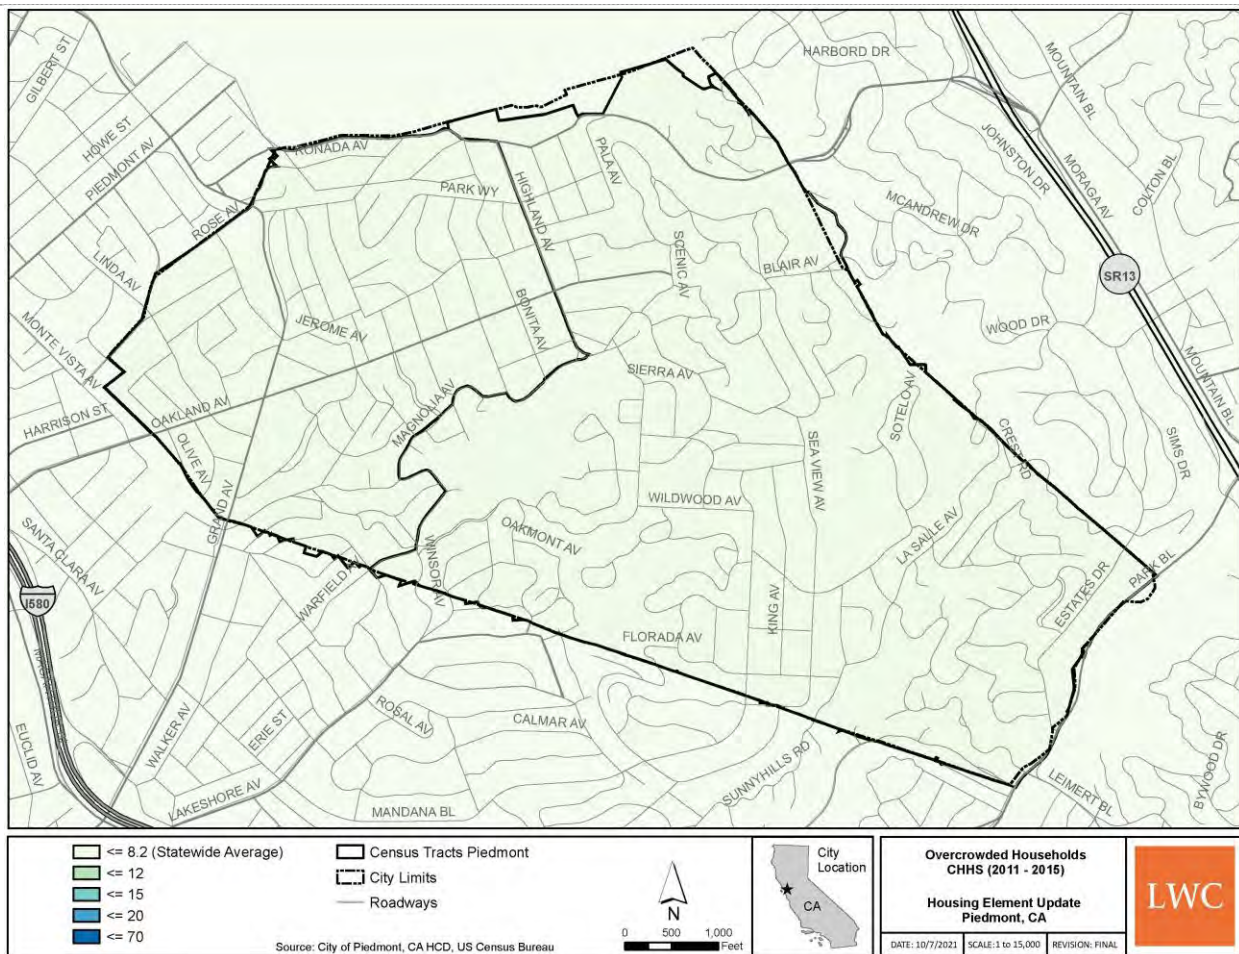 GILBERT ST
HARBORD DR
MOUNTAIN BL
HOWE ST
PIEDMONT AV
RONADA AV
PALA AV
JOHNSTON DR
MORAGA AV
COLTON BL
HIGHLAND AV
PARK WY
ROSE AV
MCANDREW DR
SCENIC AV
LINDA AV
BLAIR AV
SR13
MONTE VISTA AV
JEROME AV
BONITA AV
WOOD DR
MOUNTAIN BL
SIERRA AV
HARRISON ST
OAKLAND AV
MAGNOLIA AV
SOTELO AV
OLIVE AV
SEA VIEW AV
CREST RD
SIMS DR
GRAND AV
WILDWOOD AV
SANTA CLARA AV
OAKMONT AV
LA SALLE AV
WINSOR AV
PARK BL
I580
WARFIELD
KING AV
ESTATES DR
FLORADA AV
EUCLID AV
WALKER AV
ERIE ST
ROSAL AV
CALMAR AV
SUNNYHILLS RD
LEIMERT BL
BYWOOD DR
LAKESHORE AV
MANDANA BL
<= 8.2 (Statewide Average)
<= 12
<= 15
<= 20
<= 70
Census Tracts Piedmont
City Limits
Roadways
Source: City of Piedmont, CA HCD, US Census Bureau
N
0 500 1,000
Feet
City
Location
CA
Overcrowded Households
CHHS (2011 - 2015)
Housing Element Update
Piedmont, CA
DATE: 10/7/2021 SCALE:1 to 15,000 REVISION: FINAL
LWC